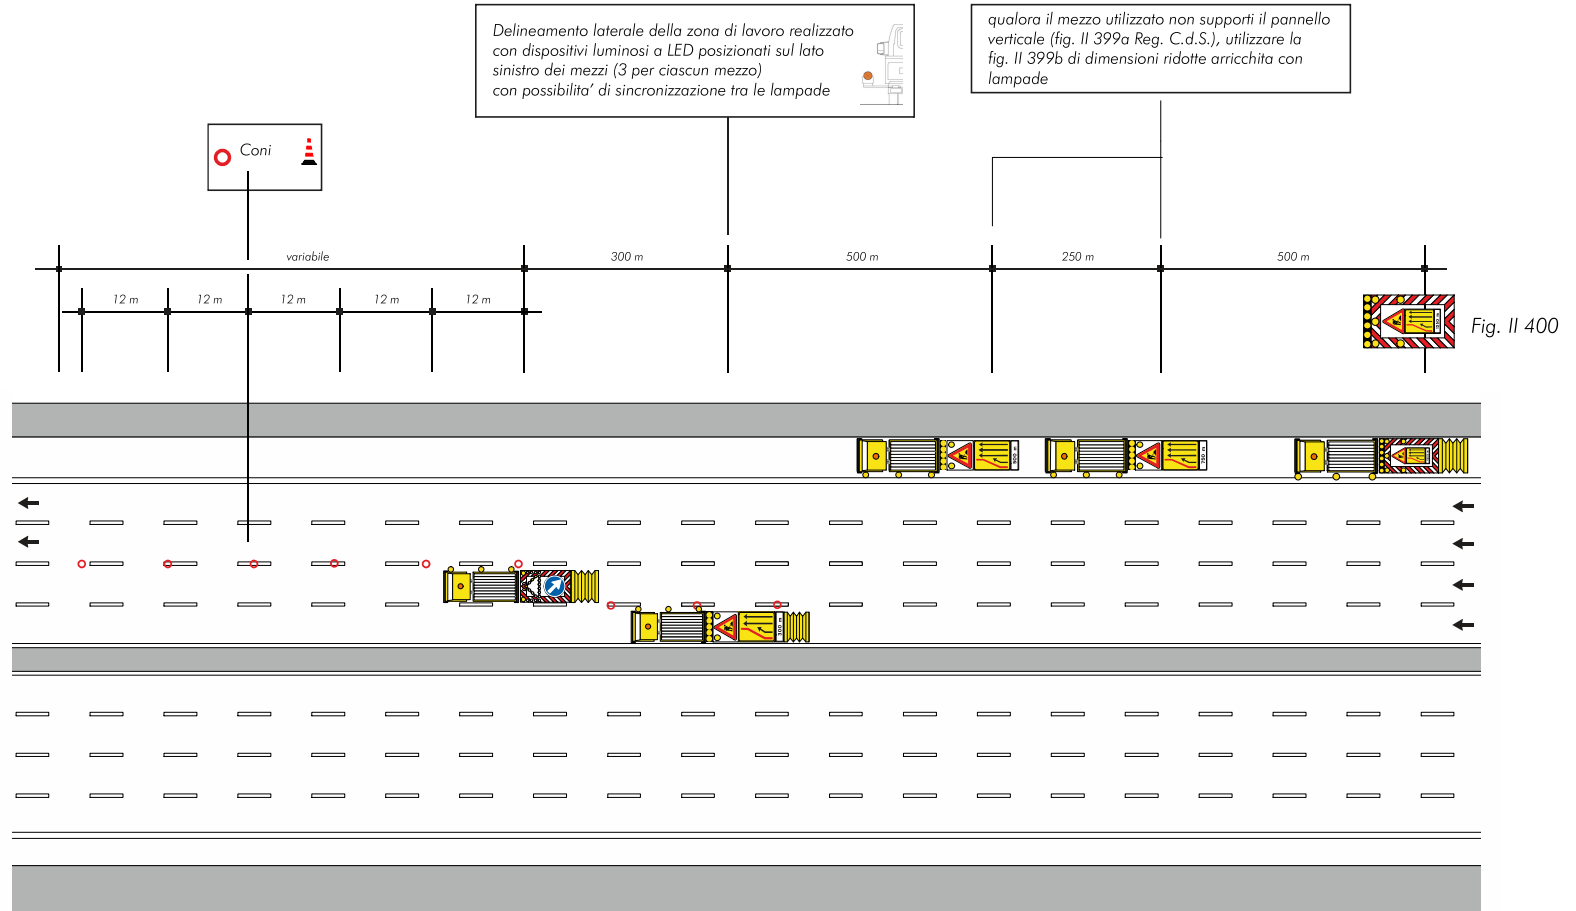 Delineamento laterale della zona di lavoro realizzato
con dispositivi luminosi a LED posizionati sul lato
sinistro dei mezzi (3 per ciascun mezzo)
con possibilita’ di sincronizzazione tra le lampade
qualora il mezzo utilizzato non supporti il pannello
verticale (fig. II 399a Reg. C.d.S.), utilizzare la
fig. II 399b di dimensioni ridotte arricchita con
lampade
Coni
variabile
300 m
500 m
250 m
500 m
12 m
12 m
12 m
12 m
12 m
Fig. II 400
300 m